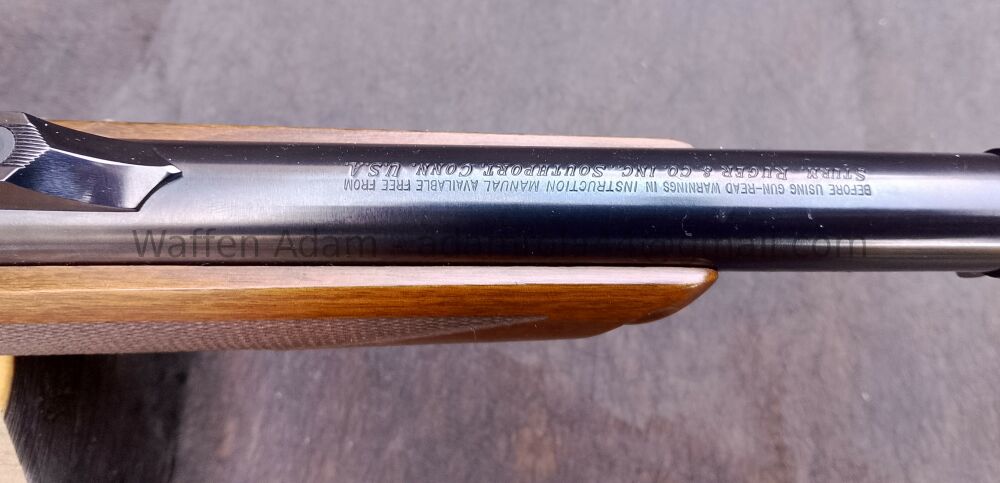 BEFORE USING GUN-READ WARNINGS IN INSTRUCTION MANUAL AVAILABLE FREE FROM
STURM, RUGER & CO. INC. SOUTHPORT, CONN. U.S.A.
Waffen Adam -